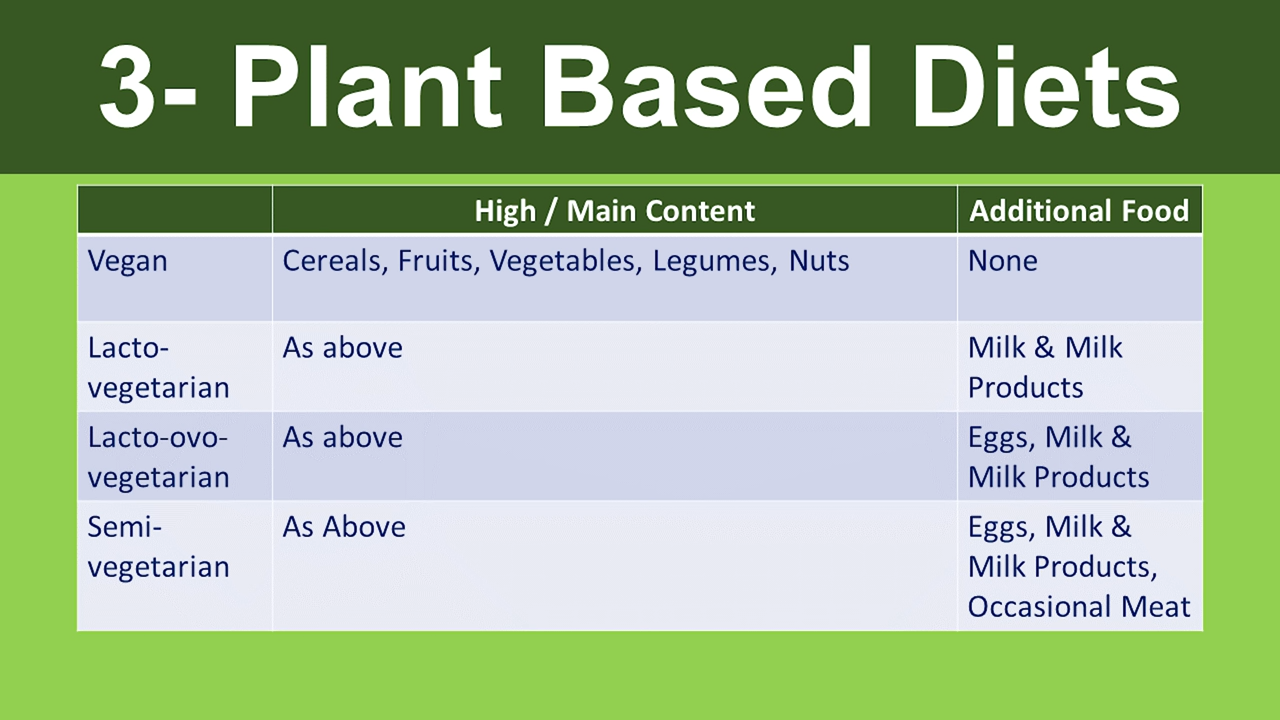 3- Plant Based Diets
High / Main Content
Additional Food
Vegan
Cereals, Fruits, Vegetables, Legumes, Nuts
None
Lacto-
vegetarian
As above
Milk & Milk
Products
Lacto-ovo-
vegetarian
As above
Eggs, Milk &
Milk Products
Semi-
vegetarian
As Above
Eggs, Milk &
Milk Products,
Occasional Meat